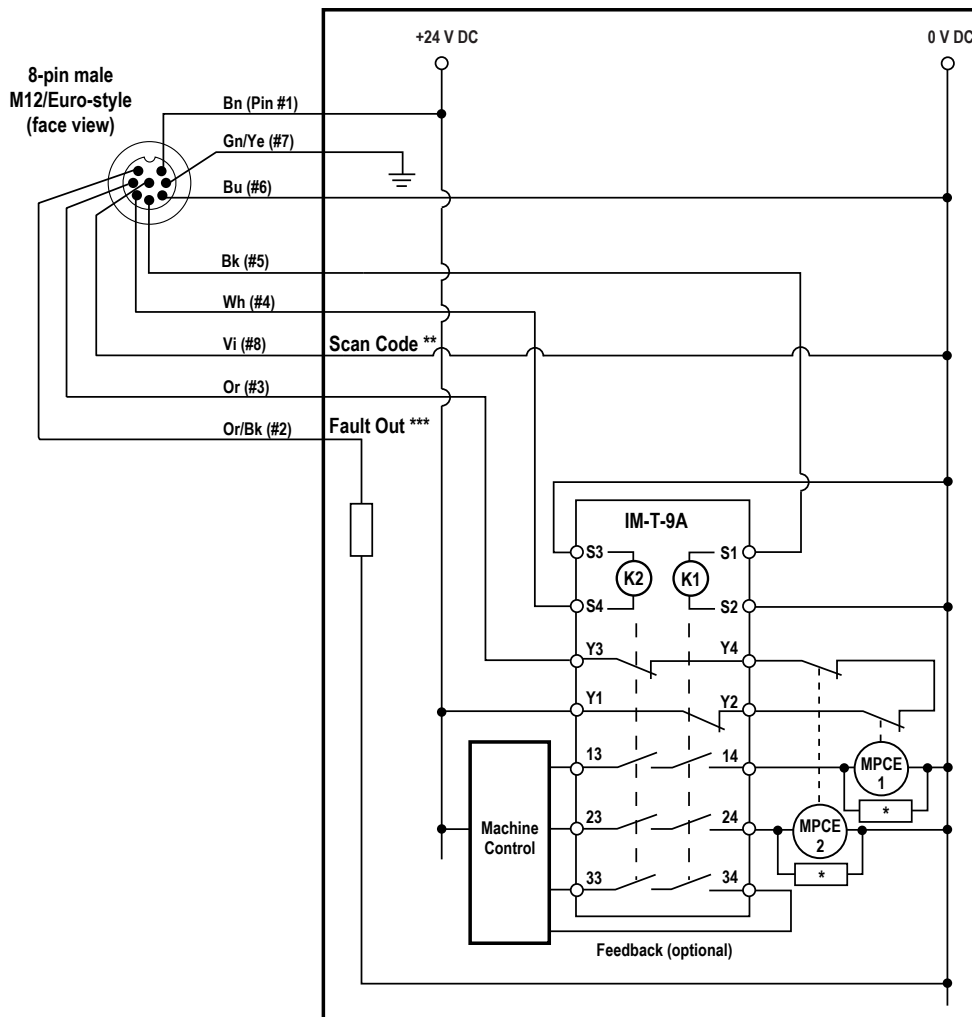 +24 V DC
0 V DC
8-pin male
M12/Euro-style
(face view)
Bn (Pin #1)
Gn/Ye (#7)
Bu (#6)
Bk (#5)
Wh (#4)
Vi (#8)
Scan Code **
Or (#3)
Or/Bk (#2)
Fault Out ***
IM-T-9A
S3
S1
K2
K1
S4
S2
Y3
Y4
Y1
Y2
13
14
MPCE
1
*
23
24
MPCE
2
*
Machine
Control
33
34
Feedback (optional)